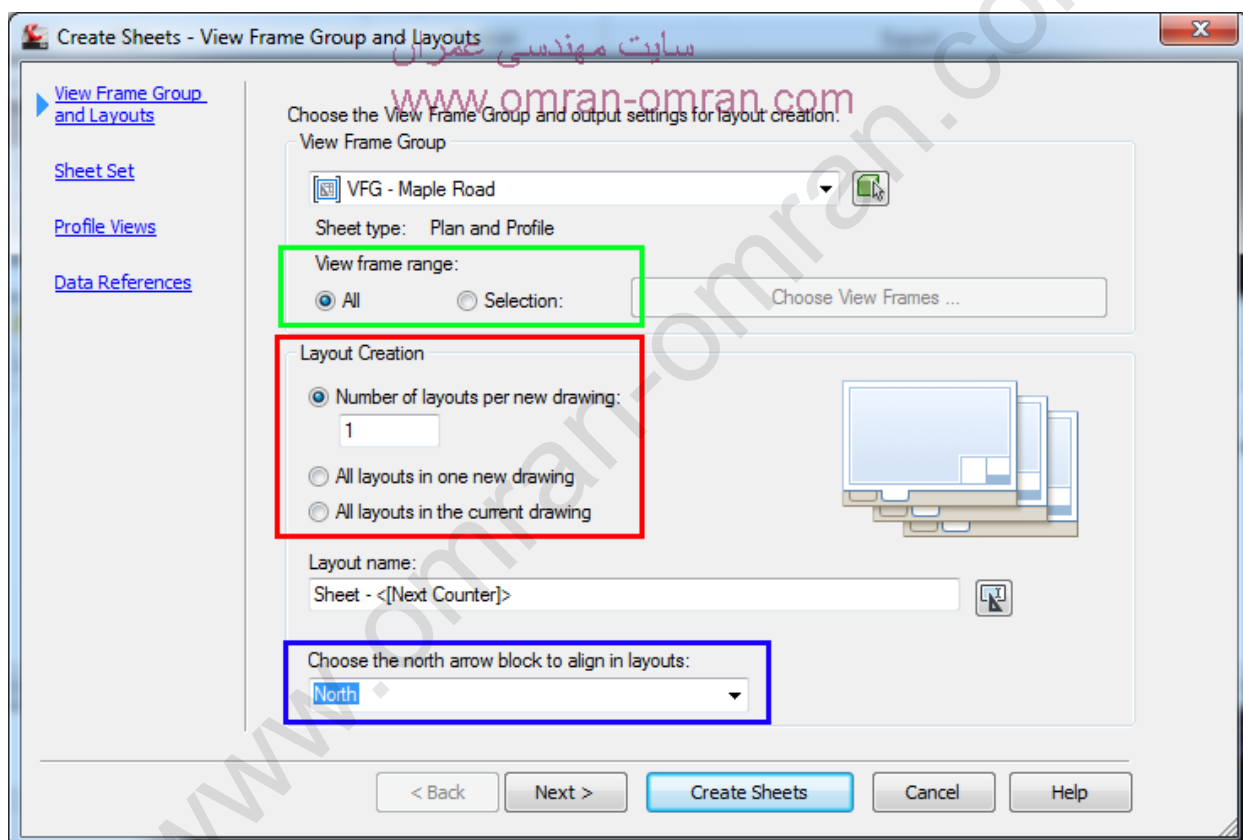 Create Sheets - View Frame Group and Layouts
سایت مهندسی عمران
www.omran-omran.com
View Frame Group and Layouts
Sheet Set
Profile Views
Data References
Choose the View Frame Group and output settings for layout creation.
View Frame Group
VFG - Maple Road
Sheet type: Plan and Profile
View frame range:
All
Selection:
Choose View Frames ...
Layout Creation
Number of layouts per new drawing:
1
All layouts in one new drawing
All layouts in the current drawing
Layout name:
Sheet - <[Next Counter]>
Choose the north arrow block to align in layouts:
North
< Back
Next >
Create Sheets
Cancel
Help
www.omran-omran.com